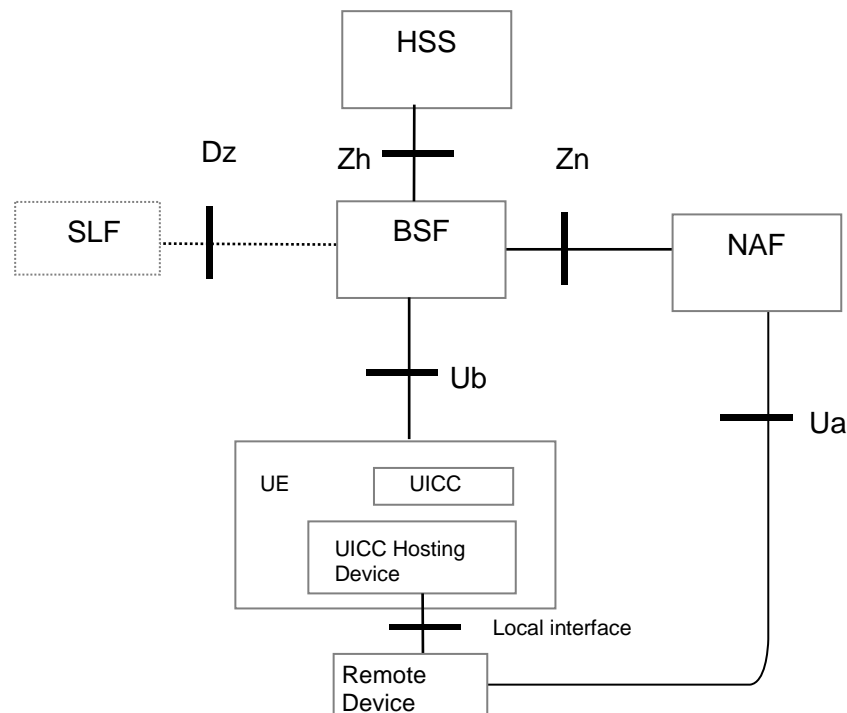 HSS
Dz
Zh
Zn
SLF
BSF
NAF
Ub
Ua
UE
UICC
UICC Hosting
Device
Local interface
Remote
Device